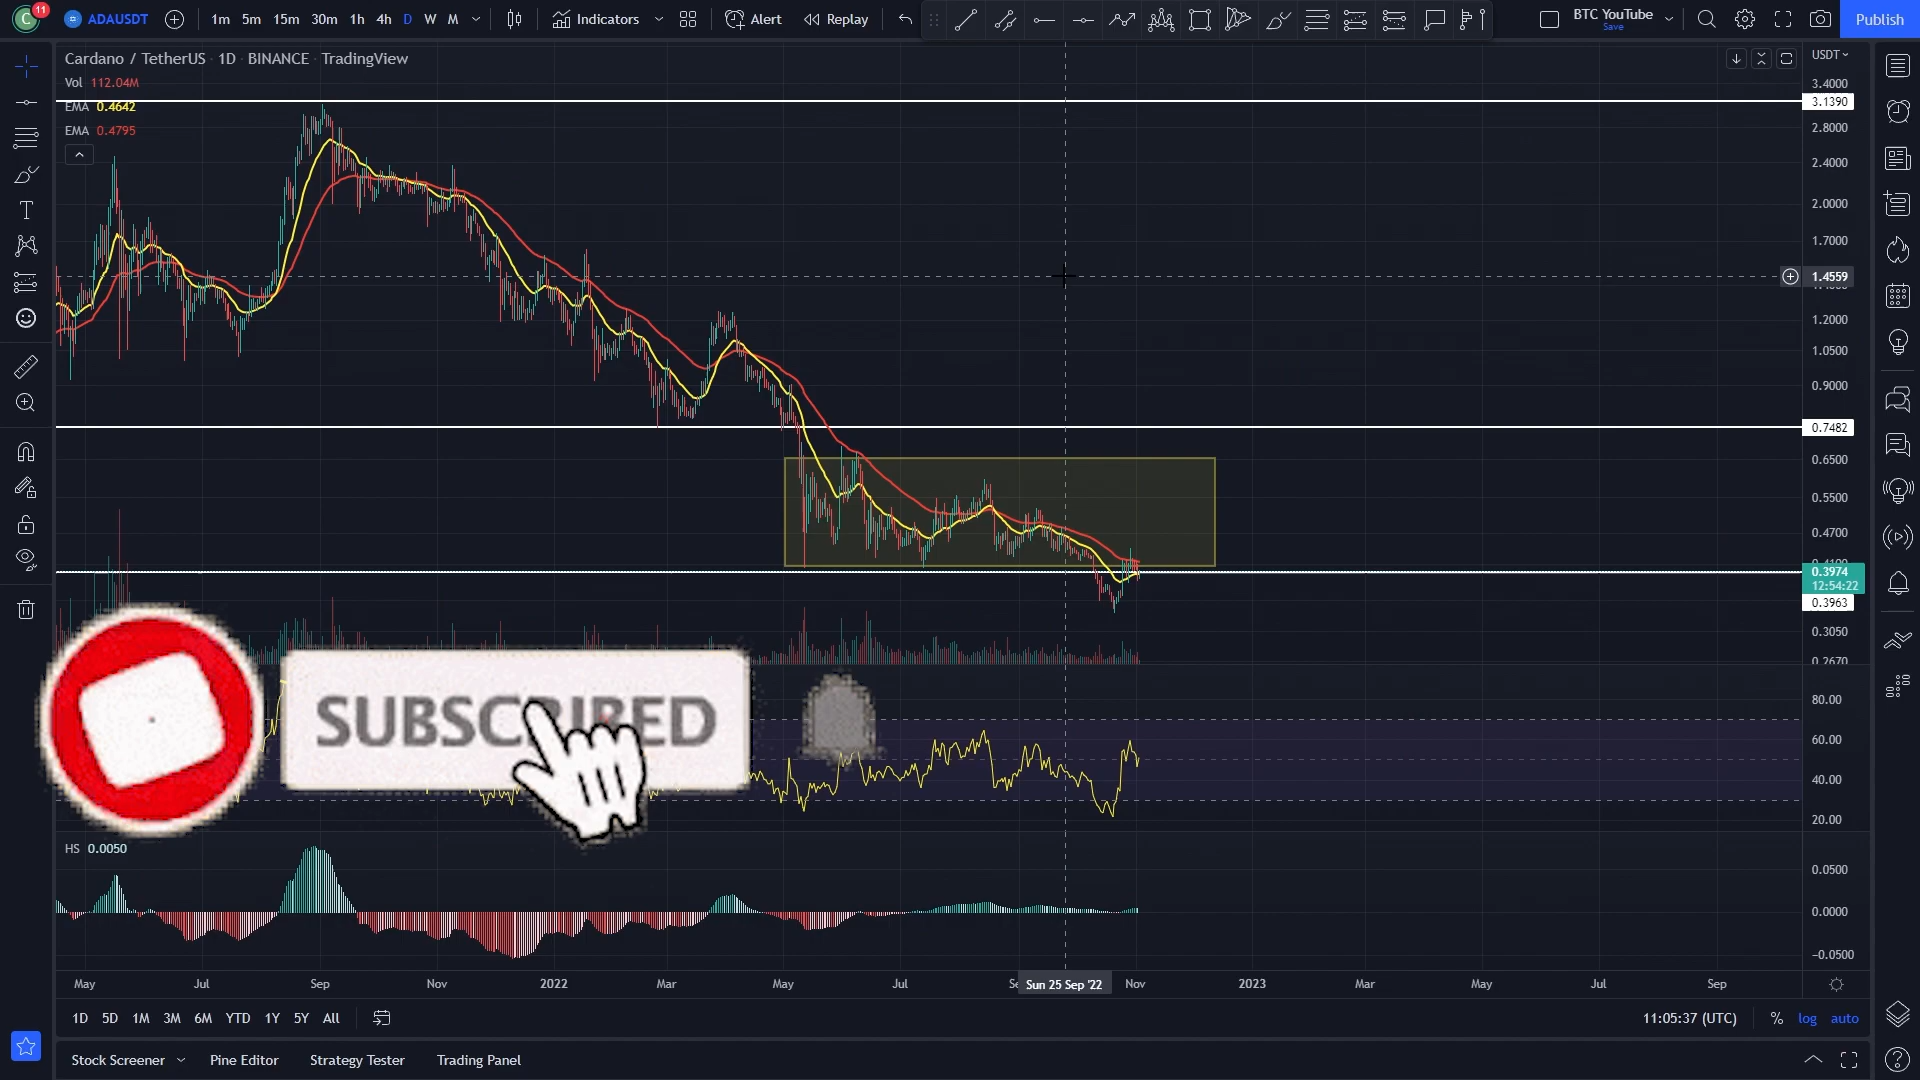 C 11 ADAUSDT 1m 5m 15m 30m 1h 4h D W M Indicators Alert Replay BTC YouTube Save Publish
Cardano / TetherUS · 1D · BINANCE · TradingView
Vol 112.04M
EMA 0.4642
EMA 0.4795
USDT
3.4000
3.1390
2.8000
2.4000
2.0000
1.7000
1.4559
1.2000
1.0500
0.9000
0.7482
0.6500
0.5500
0.4700
0.3974
12:54:22
0.3963
0.3050
0.2670
SUBSCRIBED
80.00
60.00
40.00
20.00
HS 0.0050
0.0500
0.0000
−0.0500
May Jul Sep Nov 2022 Mar May Jul Se Sun 25 Sep '22 Nov 2023 Mar May Jul Sep
1D 5D 1M 3M 6M YTD 1Y 5Y All 11:05:37 (UTC) % log auto
Stock Screener Pine Editor Strategy Tester Trading Panel